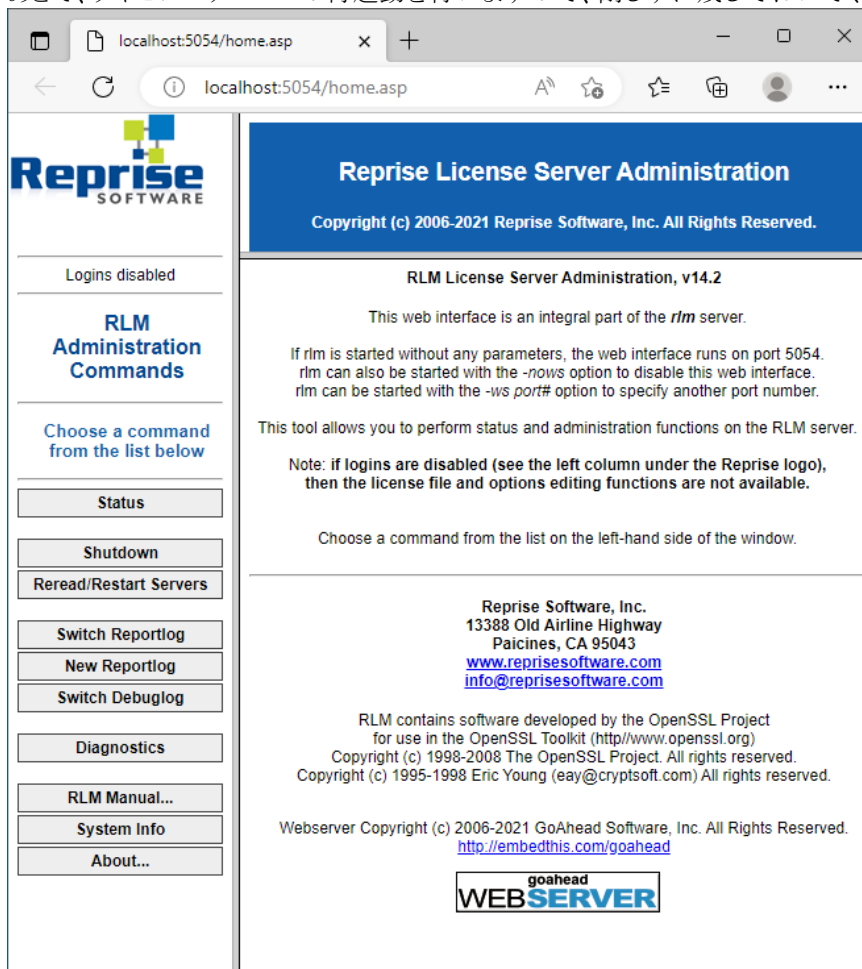 localhost:5054/home.asp
localhost:5054/home.asp
Reprise
SOFTWARE
Logins disabled
RLM
Administration
Commands
Choose a command
from the list below
Status
Shutdown
Reread/Restart Servers
Switch Reportlog
New Reportlog
Switch Debuglog
Diagnostics
RLM Manual...
System Info
About...
Reprise License Server Administration
Copyright (c) 2006-2021 Reprise Software, Inc. All Rights Reserved.
RLM License Server Administration, v14.2
This web interface is an integral part of the rlm server.
If rlm is started without any parameters, the web interface runs on port 5054.
rlm can also be started with the -nows option to disable this web interface.
rlm can be started with the -ws port# option to specify another port number.
This tool allows you to perform status and administration functions on the RLM server.
Note: if logins are disabled (see the left column under the Reprise logo),
then the license file and options editing functions are not available.
Choose a command from the list on the left-hand side of the window.
Reprise Software, Inc.
13388 Old Airline Highway
Paicines, CA 95043
www.reprisesoftware.com
info@reprisesoftware.com
RLM contains software developed by the OpenSSL Project
for use in the OpenSSL Toolkit (http//www.openssl.org)
Copyright (c) 1998-2008 The OpenSSL Project. All rights reserved.
Copyright (c) 1995-1998 Eric Young (eay@cryptsoft.com) All rights reserved.
Webserver Copyright (c) 2006-2021 GoAhead Software, Inc. All Rights Reserved.
http://embedthis.com/goahead
goahead
WEBSERVER